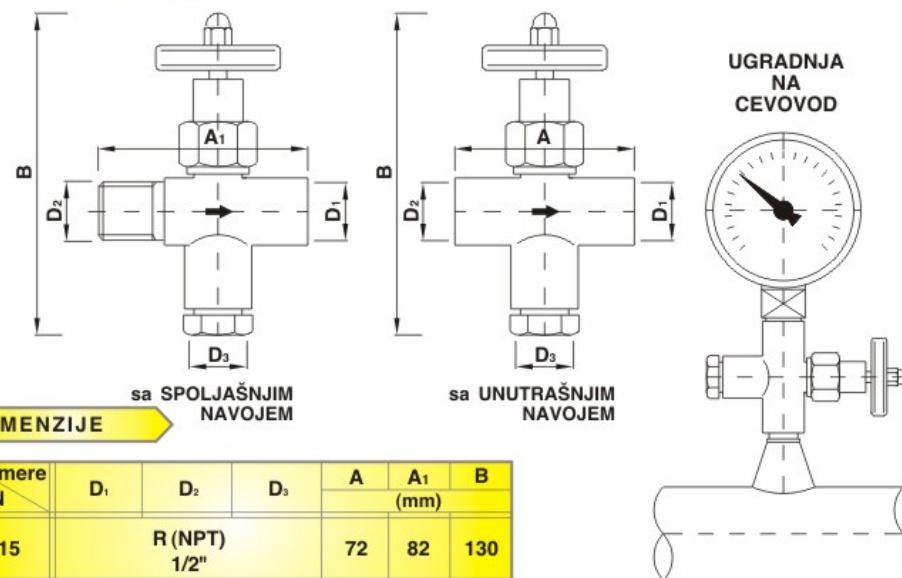 B
A₁
D₂
D₁
D₃
sa SPOLJAŠNJIM
NAVOJEM
B
A
D₂
D₁
D₃
sa UNUTRAŠNJIM
NAVOJEM
UGRADNJA
NA
CEVOVOD
MENZIJE
mere
D₁ D₂ D₃ A A₁ B
(mm)
15 R (NPT) 72 82 130
1/2"